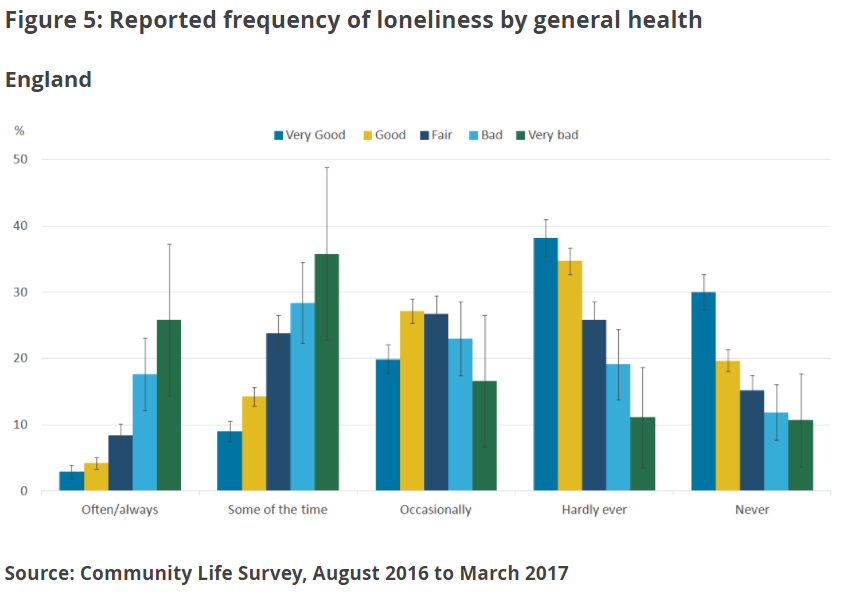 Figure 5: Reported frequency of loneliness by general health
England
%
Very Good Good Fair Bad Very bad
50
40
30
20
10
0
Often/always Some of the time Occasionally Hardly ever Never
Source: Community Life Survey, August 2016 to March 2017